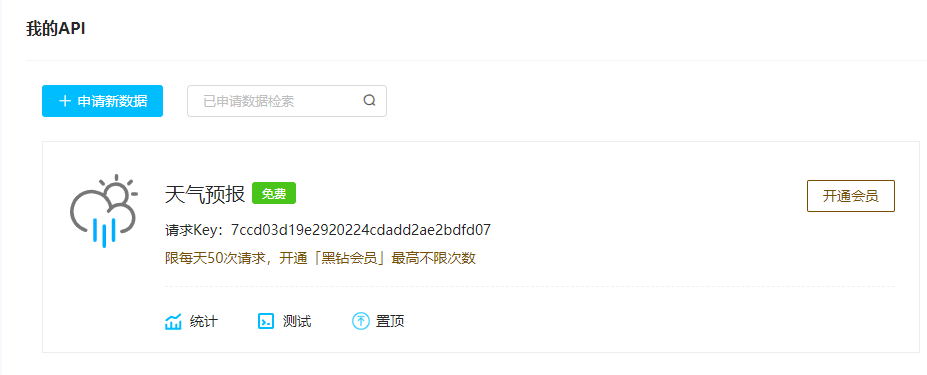 我的API
申请新数据
已申请数据检索
天气预报 免费
开通会员
请求Key：7ccd03d19e2920224cdadd2ae2bdfd07
限每天50次请求，开通「黑钻会员」最高不限次数
统计 测试 置顶